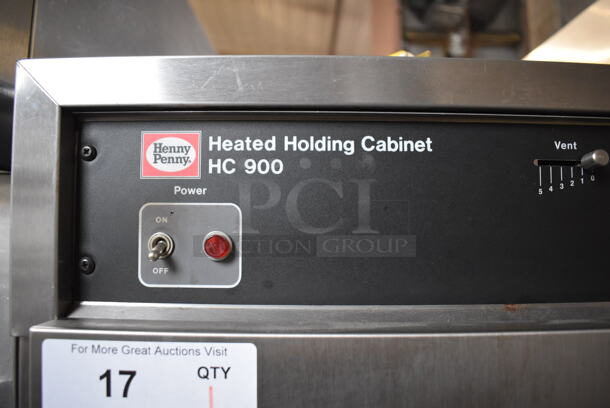 Henny
Penny®
Heated Holding Cabinet
HC 900
Vent
5 4 3 2 1 0
Power
ON
OFF
PCI
AUCTION GROUP
For More Great Auctions Visit
17
QTY